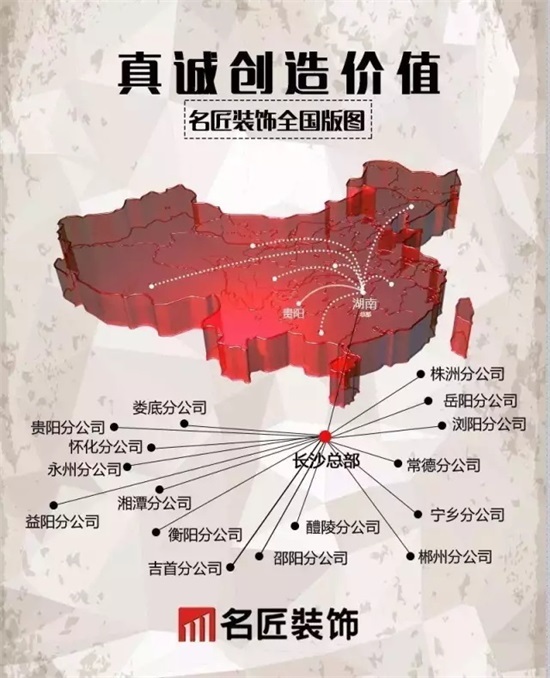 真诚创造价值
名匠装饰全国版图
湖南
贵阳
株洲分公司
岳阳分公司
娄底分公司
浏阳分公司
贵阳分公司
怀化分公司
长沙总部
常德分公司
永州分公司
湘潭分公司
益阳分公司
宁乡分公司
衡阳分公司
醴陵分公司
吉首分公司
邵阳分公司
郴州分公司
名匠装饰